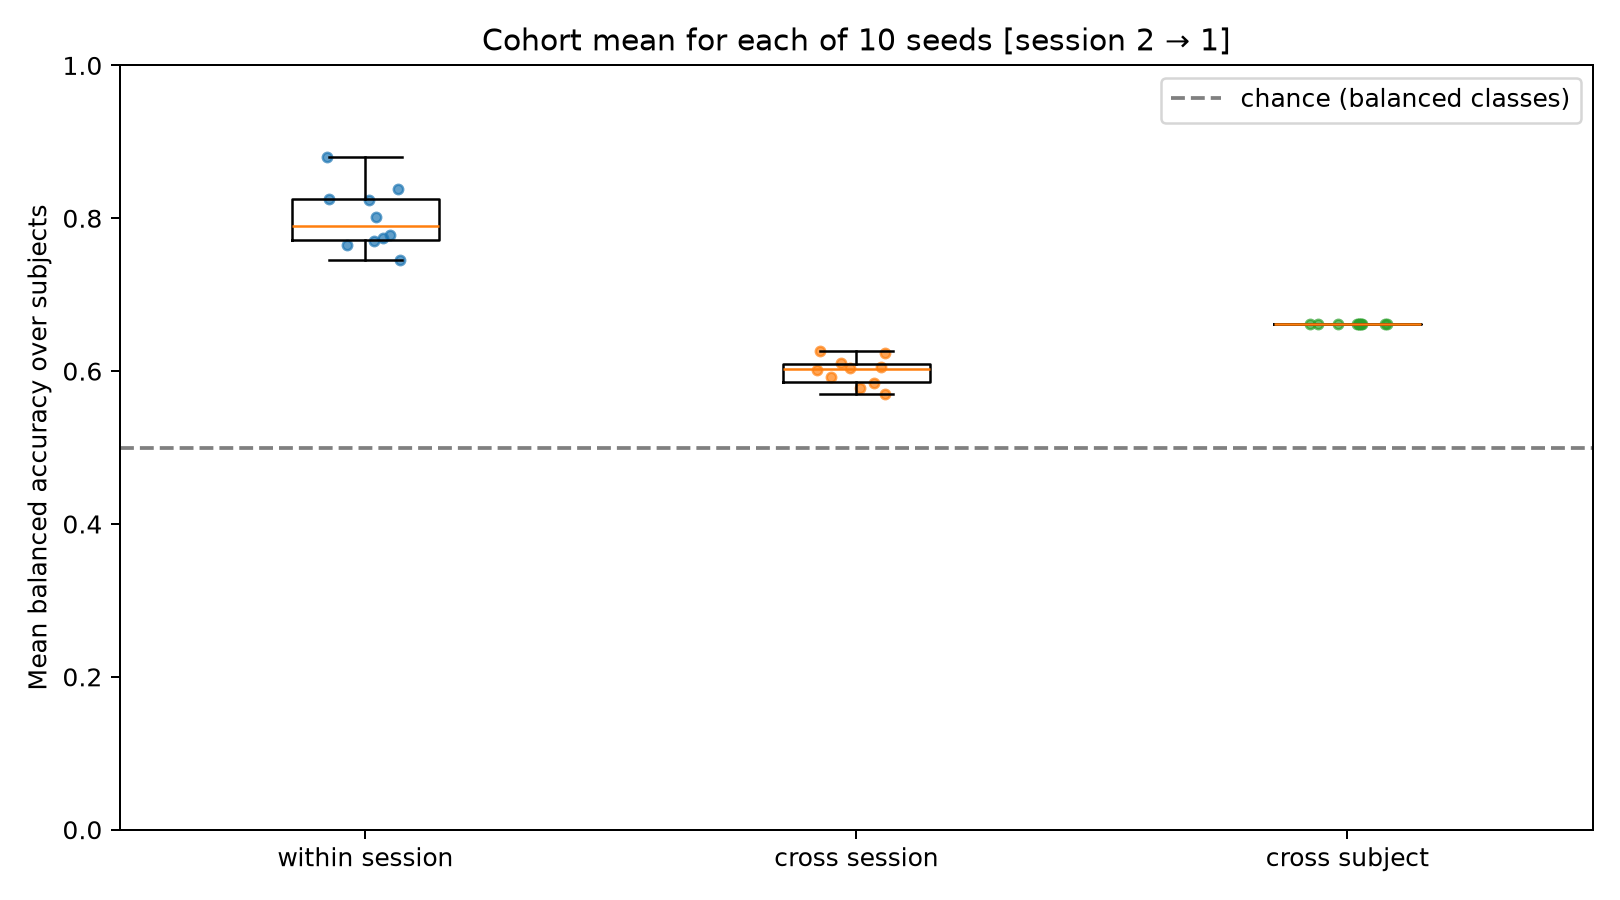 Cohort mean for each of 10 seeds [session 2 → 1]
chance (balanced classes)
Mean balanced accuracy over subjects
1.0
0.8
0.6
0.4
0.2
0.0
within session
cross session
cross subject